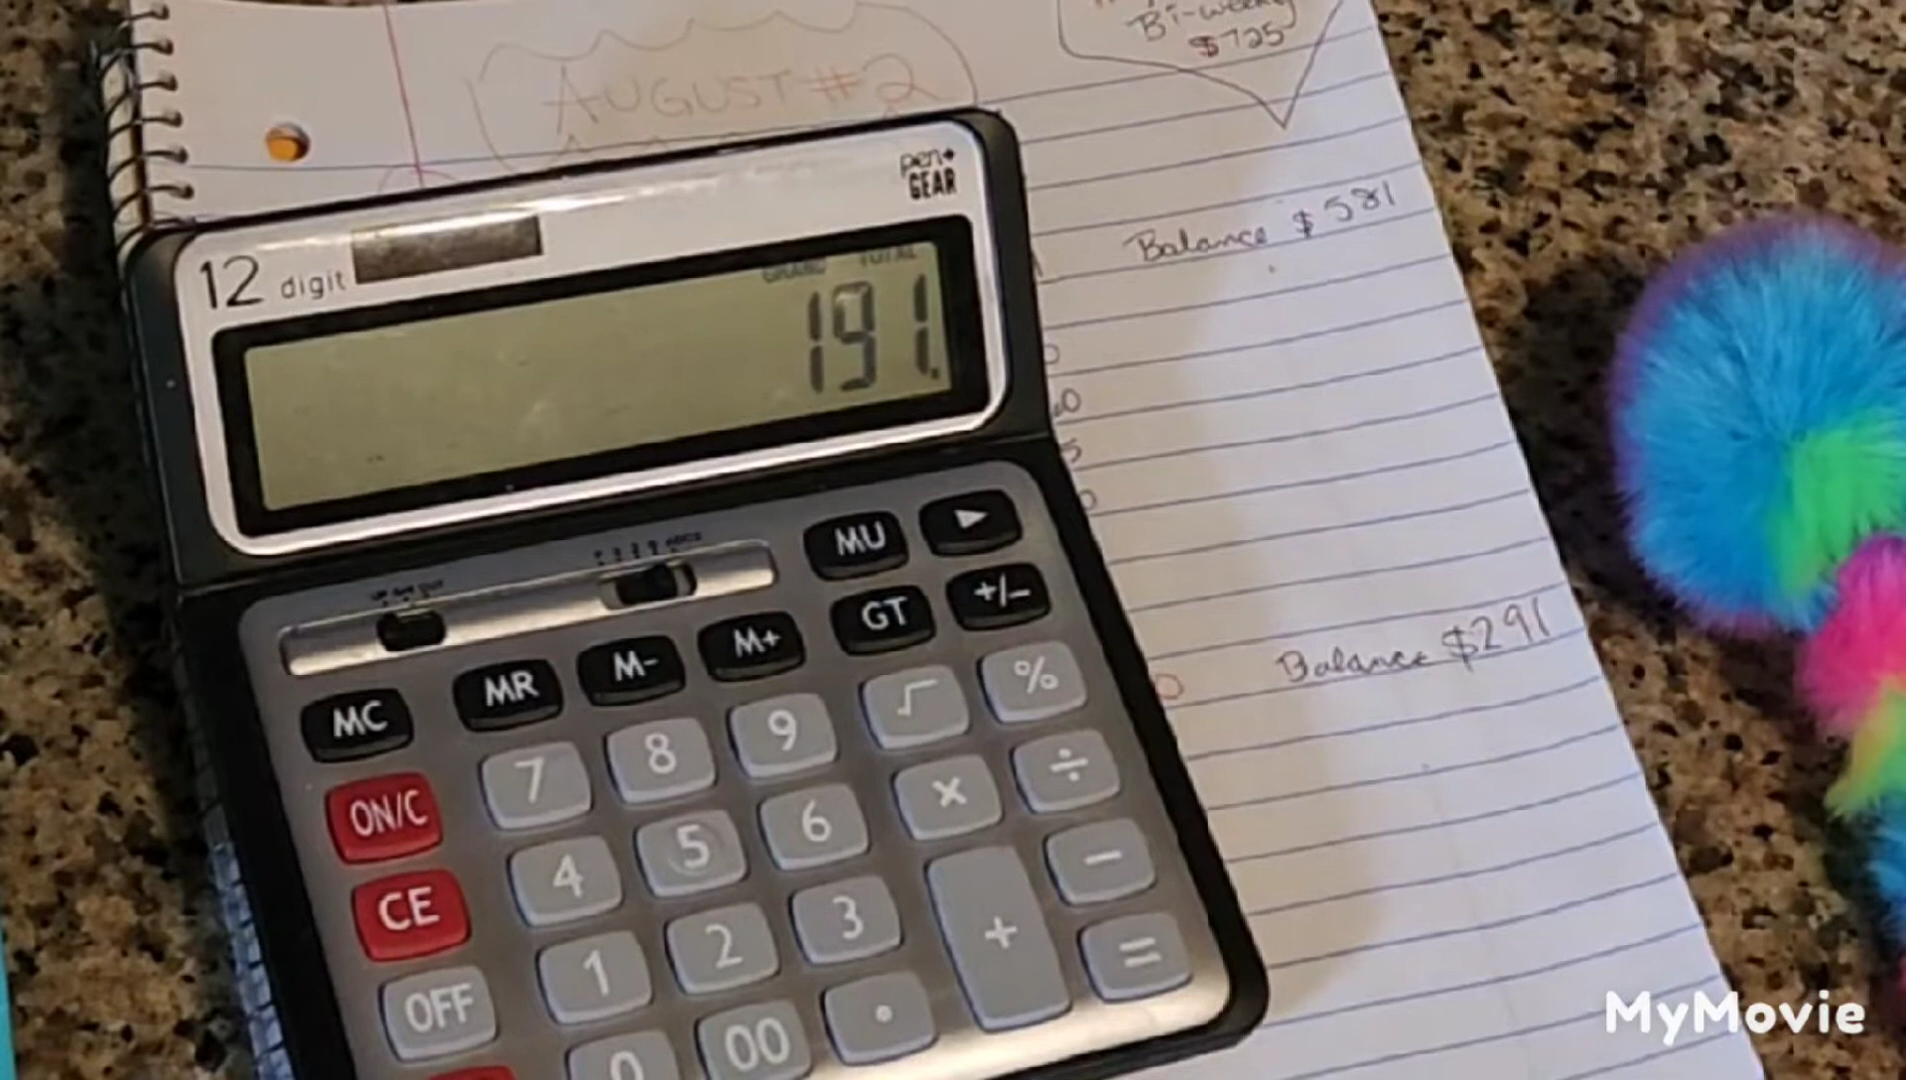 Bi-weekly
$725
AUGUST #2
pen+
GEAR
12 digit
GRAND TOTAL
191.
Balance $581
Balance $291
MU ▶
GT +/-
MC MR M- M+ √ %
ON/C 7 8 9 × ÷
CE 4 5 6 + −
OFF 1 2 3 =
0 00 .
MyMovie